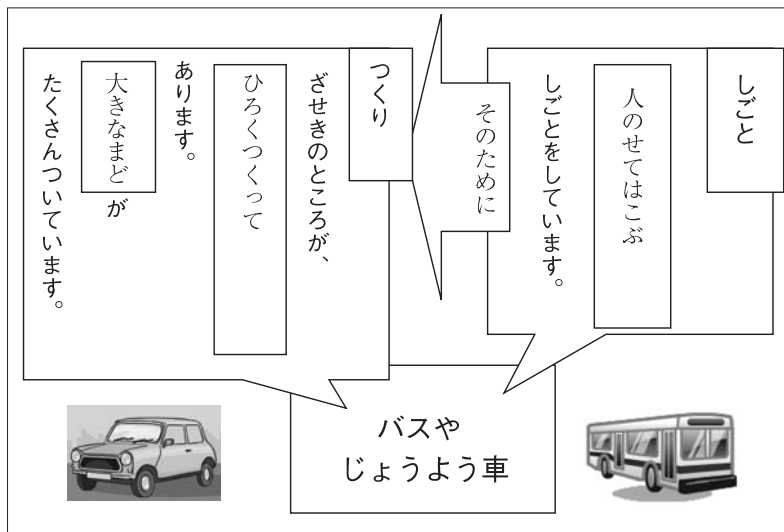 しごと
人のせてはこぶ
しごとをしています。
そのために
つくり
ざせきのところが、
ひろくつくって
あります。
大きなまどが
たくさんついています。
バスや
じょうよう車